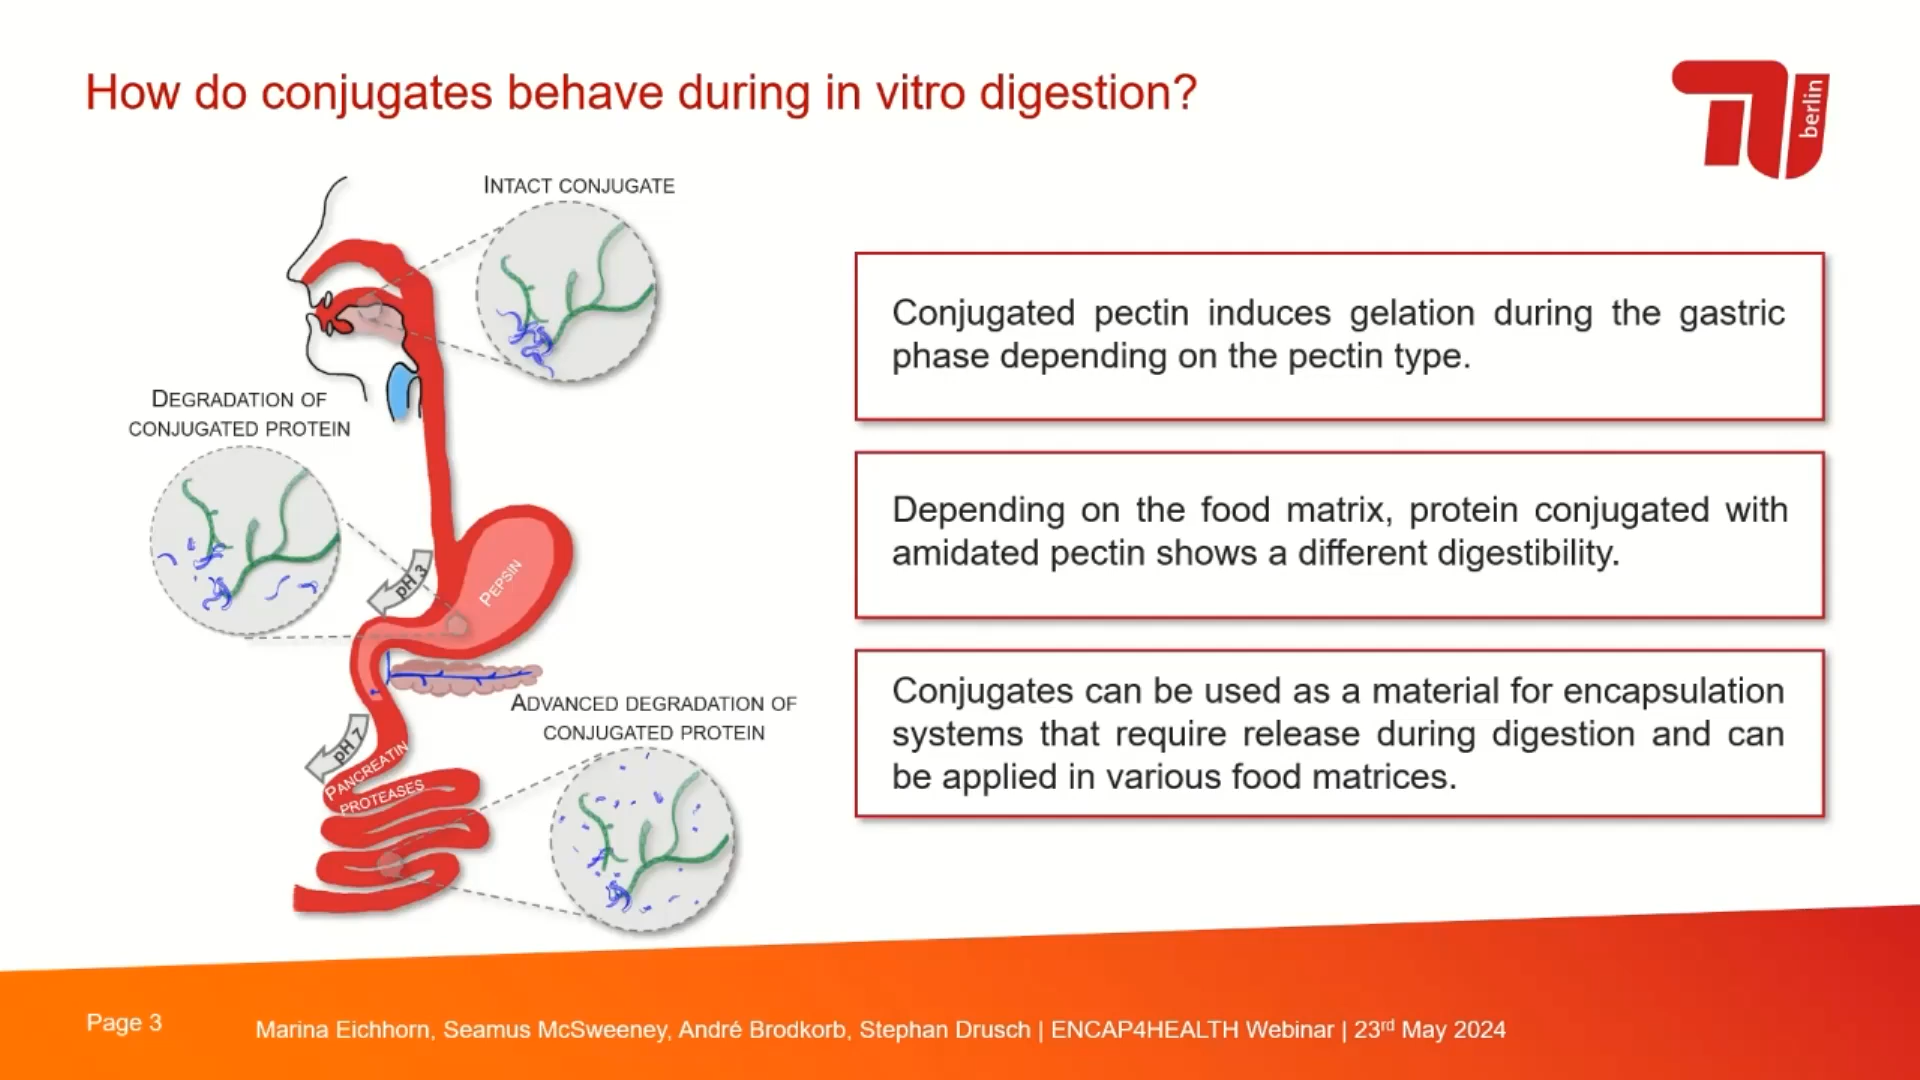 How do conjugates behave during in vitro digestion?
berlin
INTACT CONJUGATE
DEGRADATION OF
CONJUGATED PROTEIN
pH 3
PEPSIN
ADVANCED DEGRADATION OF
CONJUGATED PROTEIN
pH 7
PANCREATIN
PROTEASES
Conjugated pectin induces gelation during the gastric
phase depending on the pectin type.
Depending on the food matrix, protein conjugated with
amidated pectin shows a different digestibility.
Conjugates can be used as a material for encapsulation
systems that require release during digestion and can
be applied in various food matrices.
Page 3
Marina Eichhorn, Seamus McSweeney, André Brodkorb, Stephan Drusch | ENCAP4HEALTH Webinar | 23rd May 2024